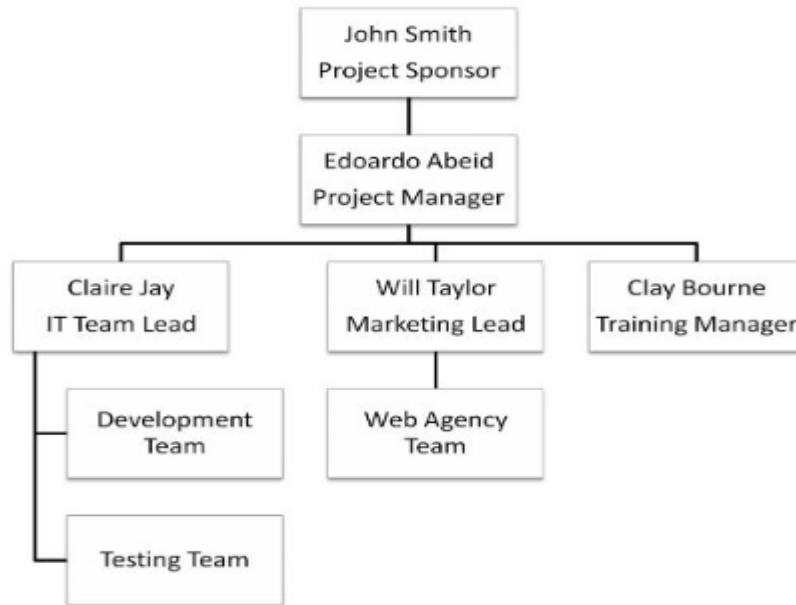 John Smith
Project Sponsor
Edoardo Abeid
Project Manager
Claire Jay
IT Team Lead
Will Taylor
Marketing Lead
Clay Bourne
Training Manager
Development
Team
Web Agency
Team
Testing Team